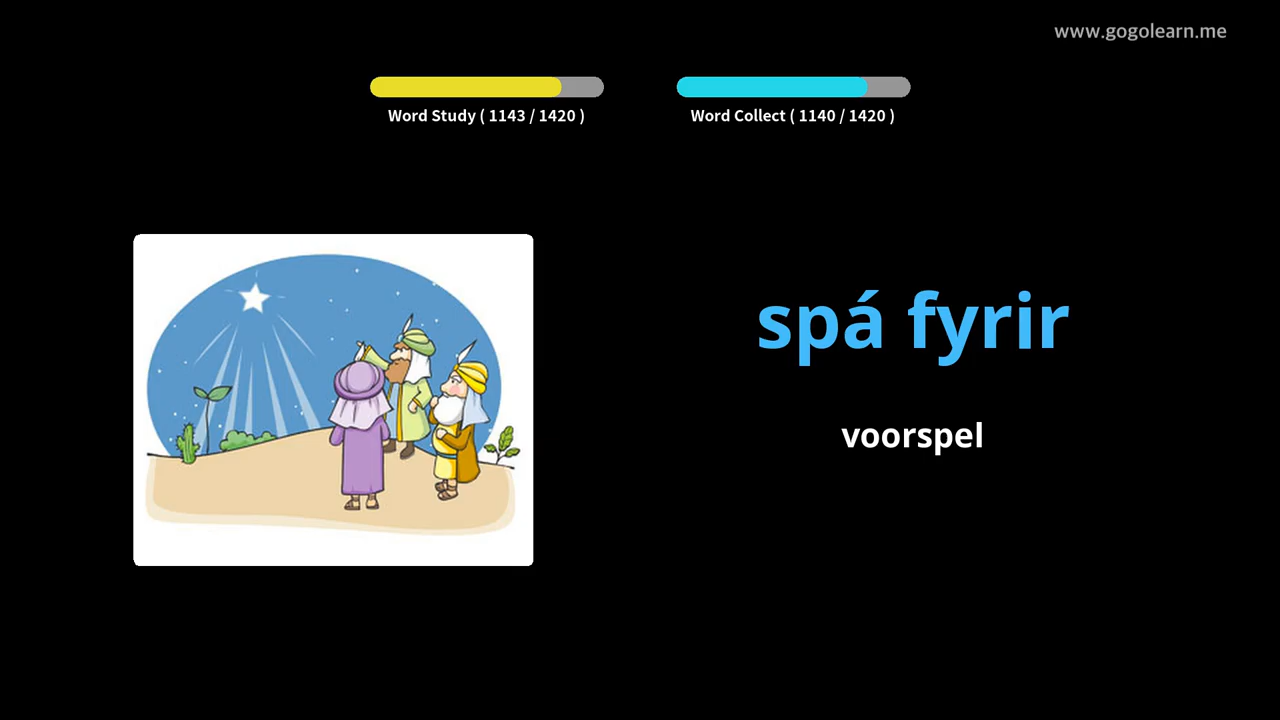 www.gogolearn.me
Word Study ( 1143 / 1420 )
Word Collect ( 1140 / 1420 )
spá fyrir
voorspel